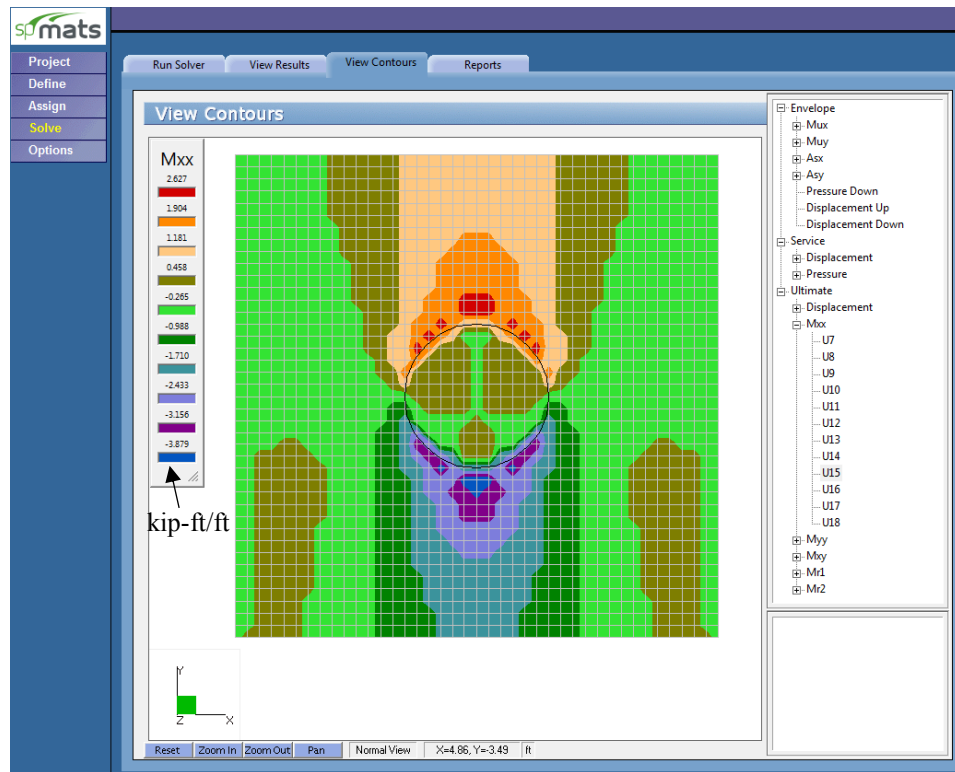 spmats
Project
Define
Assign
Solve
Options
Run Solver
View Results
View Contours
Reports
View Contours
Mxx
2.627
1.904
1.181
0.458
-0.265
-0.988
-1.710
-2.433
-3.156
-3.879
kip-ft/ft
Y
Z
X
Reset
Zoom In
Zoom Out
Pan
Normal View
X=4.86, Y=-3.49
ft
Envelope
Mux
Muy
Asx
Asy
Pressure Down
Displacement Up
Displacement Down
Service
Displacement
Pressure
Ultimate
Displacement
Mxx
U7
U8
U9
U10
U11
U12
U13
U14
U15
U16
U17
U18
Myy
Mxy
Mr1
Mr2